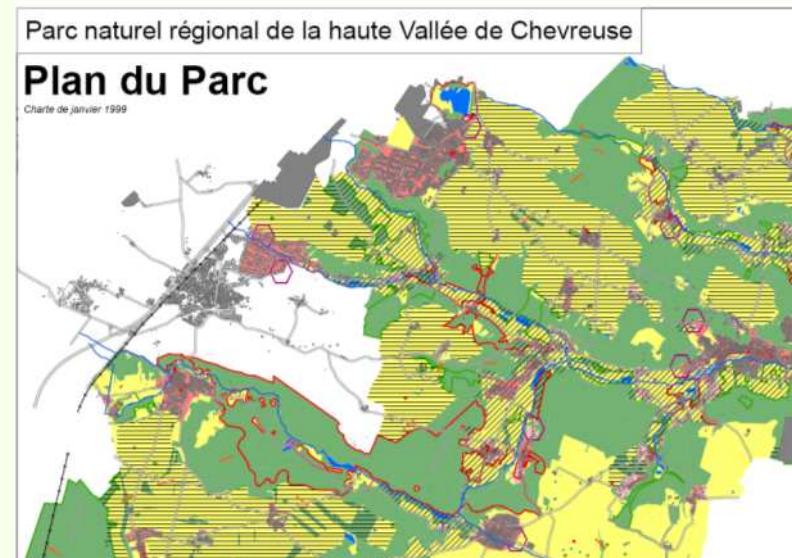 Parc naturel régional de la haute Vallée de Chevreuse
Plan du Parc
Charte de janvier 1999